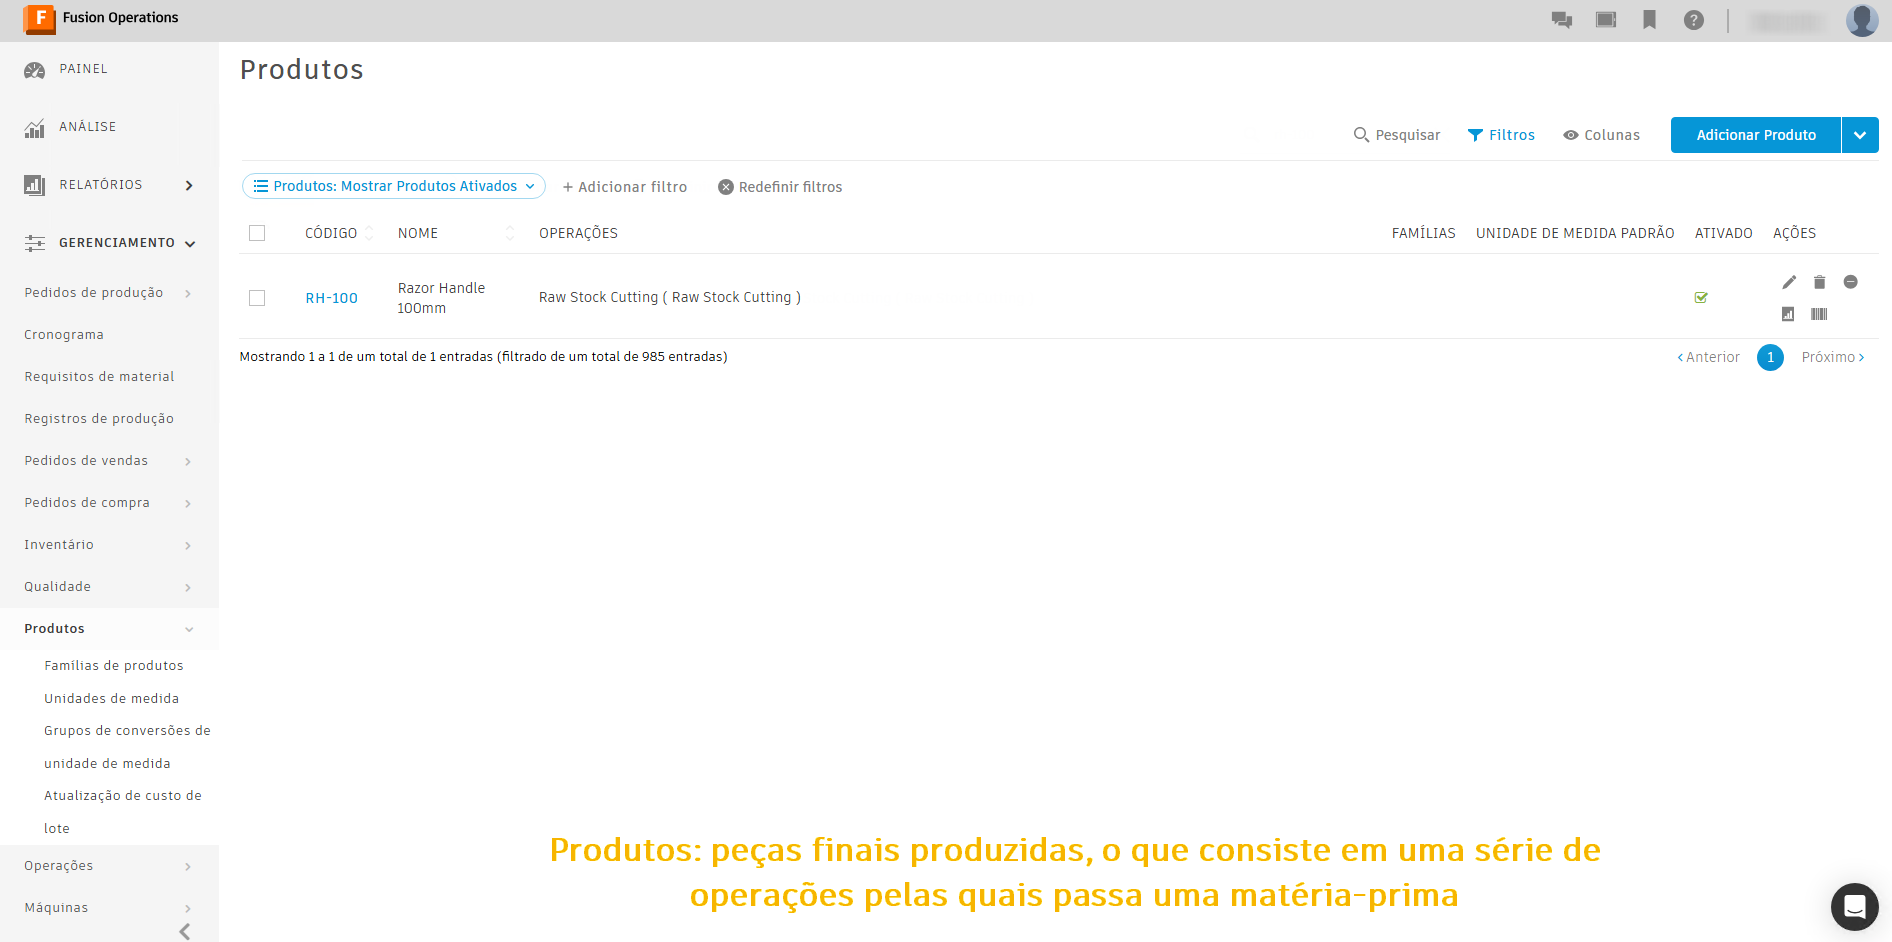 F Fusion Operations
?
PAINEL
ANÁLISE
RELATÓRIOS
GERENCIAMENTO
Pedidos de produção
Cronograma
Requisitos de material
Registros de produção
Pedidos de vendas
Pedidos de compra
Inventário
Qualidade
Produtos
Famílias de produtos
Unidades de medida
Grupos de conversões de
unidade de medida
Atualização de custo de
lote
Operações
Máquinas
Produtos
Pesquisar Filtros Colunas Adicionar Produto
Produtos: Mostrar Produtos Ativados + Adicionar filtro Redefinir filtros
CÓDIGO NOME OPERAÇÕES FAMÍLIAS UNIDADE DE MEDIDA PADRÃO ATIVADO AÇÕES
RH-100 Razor Handle
100mm Raw Stock Cutting ( Raw Stock Cutting )
Mostrando 1 a 1 de um total de 1 entradas (filtrado de um total de 985 entradas) Anterior 1 Próximo
Produtos: peças finais produzidas, o que consiste em uma série de
operações pelas quais passa uma matéria-prima